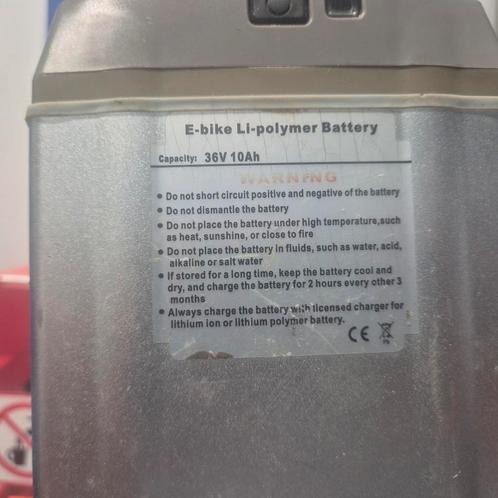 E-bike Li-polymer Battery
Capacity: 36V 10Ah
WARNING
• Do not short circuit positive and negative of the battery
• Do not dismantle the battery
• Do not place the battery under high temperature,such
as heat, sunshine, or close to fire
• Do not place the battery in fluids, such as water, acid,
alkaline or salt water
• If stored for a long time, keep the battery cool and
dry, and charge the battery for 2 hours every other 3
months
• Always charge the battery with licensed charger for
lithium ion or lithium polymer battery.
CE